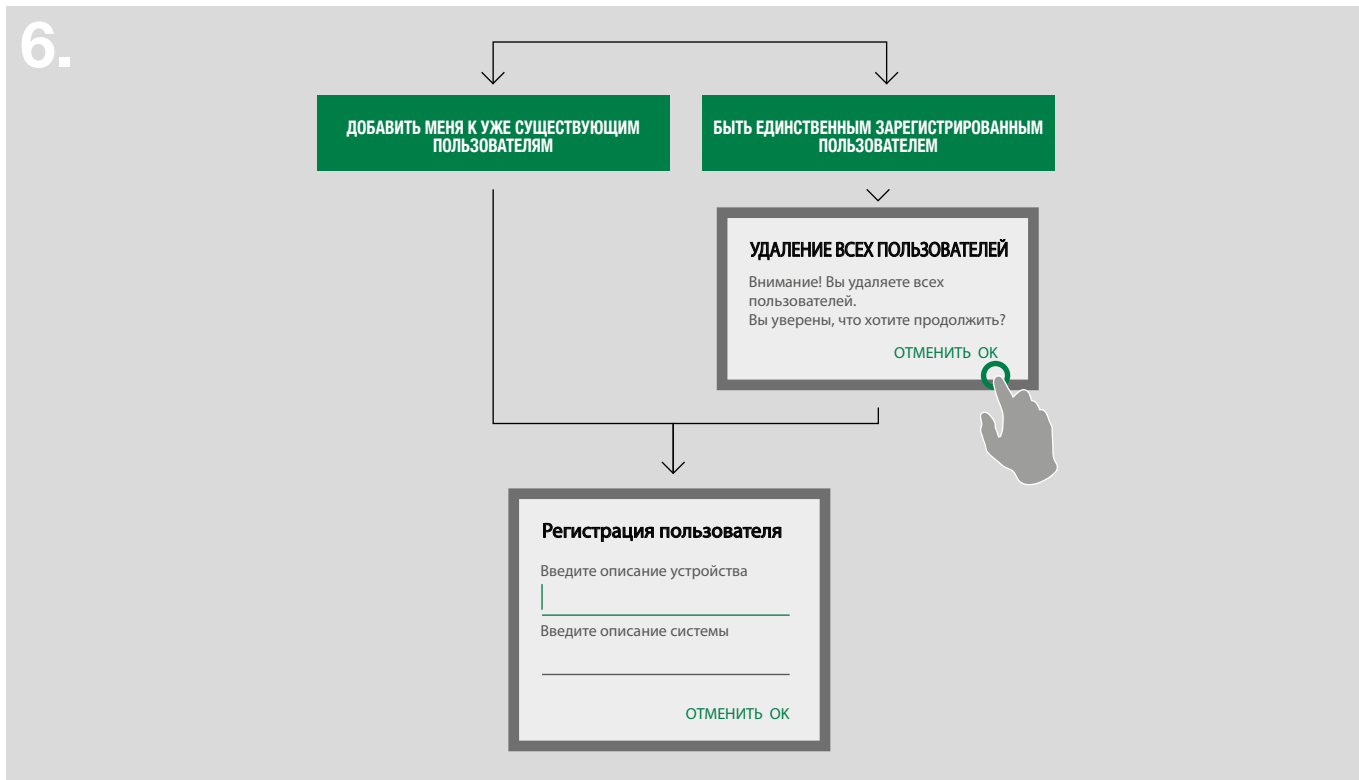 6.
ДОБАВИТЬ МЕНЯ К УЖЕ СУЩЕСТВУЮЩИМ
ПОЛЬЗОВАТЕЛЯМ
БЫТЬ ЕДИНСТВЕННЫМ ЗАРЕГИСТРИРОВАННЫМ
ПОЛЬЗОВАТЕЛЕМ
УДАЛЕНИЕ ВСЕХ ПОЛЬЗОВАТЕЛЕЙ
Внимание! Вы удаляете всех
пользователей.
Вы уверены, что хотите продолжить?
ОТМЕНИТЬ ОК
Регистрация пользователя
Введите описание устройства
Введите описание системы
ОТМЕНИТЬ ОК